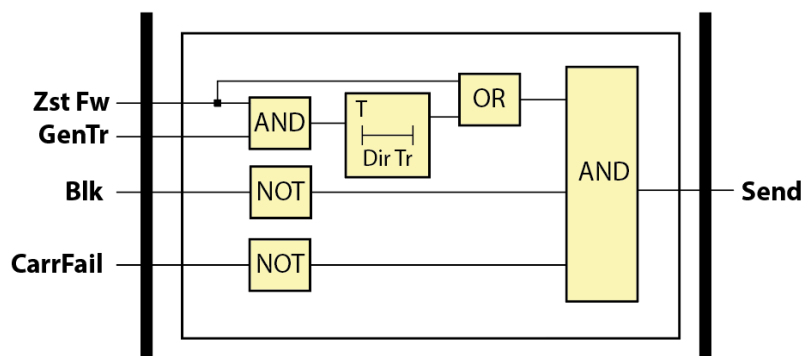 Zst Fw
GenTr
Blk
CarrFail
AND
NOT
NOT
T
Dir Tr
OR
AND
Send